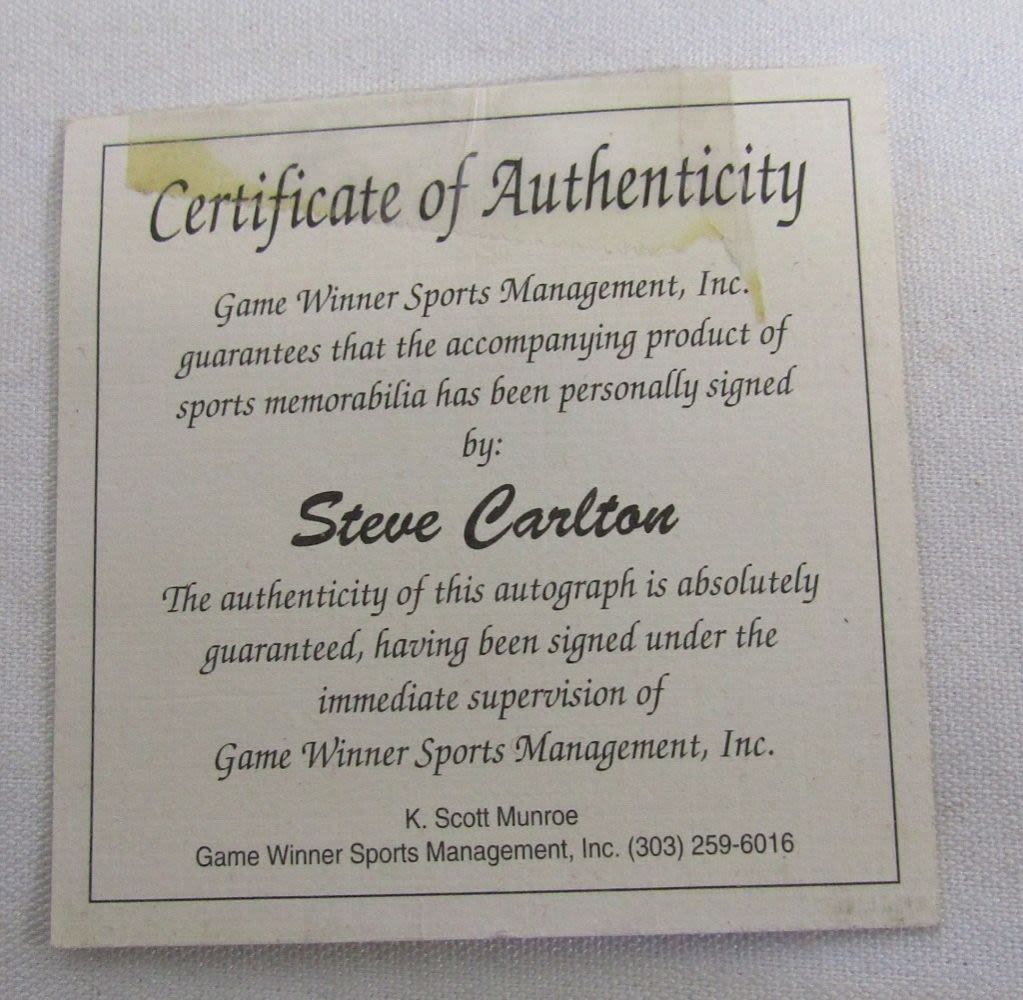 Certificate of Authenticity
Game Winner Sports Management, Inc.
guarantees that the accompanying product of
sports memorabilia has been personally signed
by:
Steve Carlton
The authenticity of this autograph is absolutely
guaranteed, having been signed under the
immediate supervision of
Game Winner Sports Management, Inc.
K. Scott Munroe
Game Winner Sports Management, Inc. (303) 259-6016